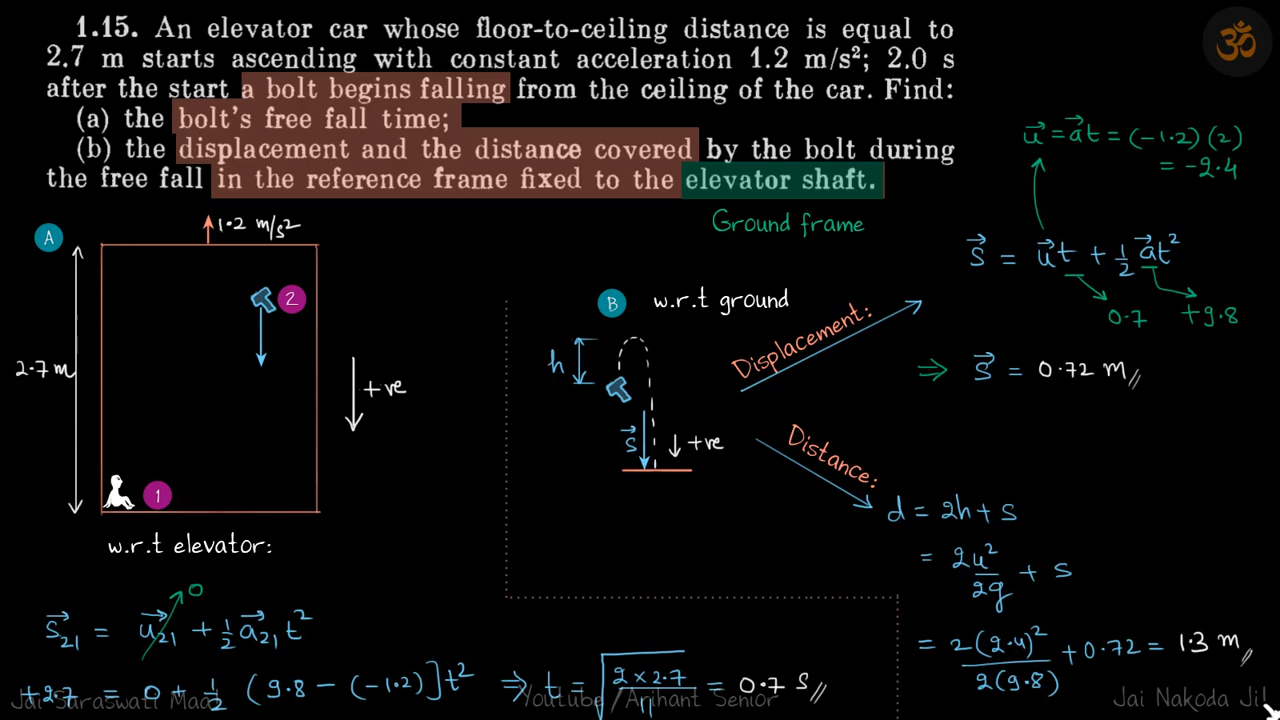 1.15. An elevator car whose floor-to-ceiling distance is equal to
2.7 m starts ascending with constant acceleration 1.2 m/s²; 2.0 s
after the start a bolt begins falling from the ceiling of the car. Find:
(a) the bolt's free fall time;
(b) the displacement and the distance covered by the bolt during
the free fall in the reference frame fixed to the elevator shaft.
ॐ
Ground frame
A
1.2 m/s²
2
2.7 m
+ve
1
w.r.t elevator:
s⃗₂₁ = u⃗₂₁ + ½ a⃗₂₁ t²
0
+2.7 = 0 + ½ (9.8 - (-1.2)] t² ⇒ t = √(2 × 2.7 / 11) = 0.7 s //
B
w.r.t ground
h
s⃗
+ve
Displacement:
u⃗ = a⃗t = (-1.2) (2)
= -2.4
S⃗ = u⃗t + ½ a⃗t²
0.7
+9.8
⇒ S⃗ = 0.72 m //
Distance:
d = 2h + s
= 2u²/2g + s
= 2(2.4)²/2(9.8) + 0.72 = 1.3 m //
Jai Saraswati Maa
Youtube / Arihant Senior
Jai Nakoda Ji!